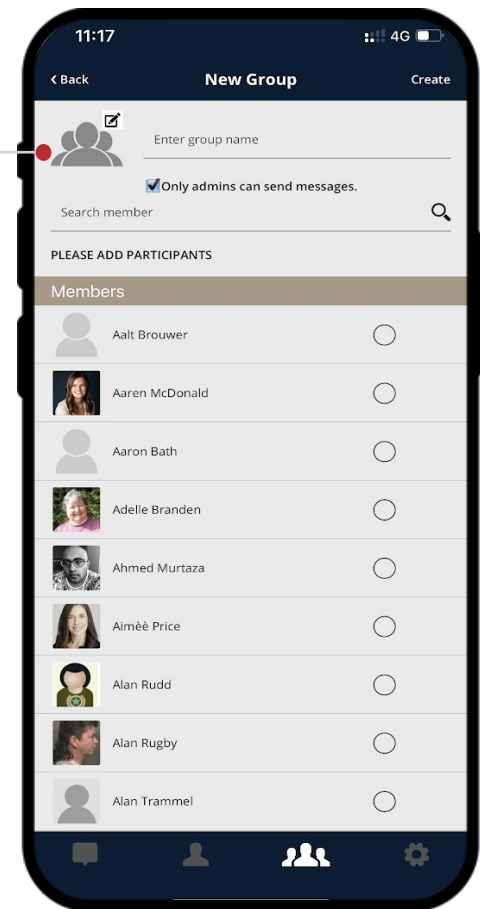 11:17 4G
Back New Group Create
Enter group name
Only admins can send messages.
Search member
PLEASE ADD PARTICIPANTS
Members
Aalt Brouwer
Aaren McDonald
Aaron Bath
Adelle Branden
Ahmed Murtaza
Aimèè Price
Alan Rudd
Alan Rugby
Alan Trammel